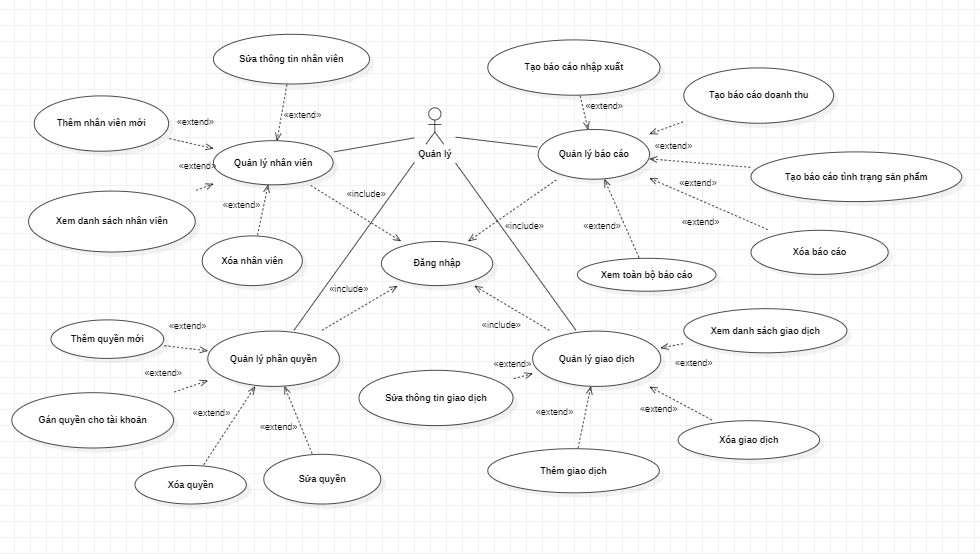 Sửa thông tin nhân viên
Tạo báo cáo nhập xuất
Tạo báo cáo doanh thu
«extend»
«extend»
Thêm nhân viên mới
«extend»
«extend»
Quản lý
Quản lý nhân viên
Quản lý báo cáo
«extend»
Tạo báo cáo tình trạng sản phẩm
«extend»
«include»
«extend»
Xem danh sách nhân viên
«extend»
«include»
«extend»
Xóa nhân viên
Đăng nhập
Xem toàn bộ báo cáo
Xóa báo cáo
«include»
«extend»
«include»
Thêm quyền mới
Xem danh sách giao dịch
Quản lý phân quyền
Quản lý giao dịch
«extend»
«extend»
«extend»
Gán quyền cho tài khoản
Sửa thông tin giao dịch
«extend»
«extend»
«extend»
«extend»
Xóa giao dịch
Xóa quyền
Sửa quyền
Thêm giao dịch